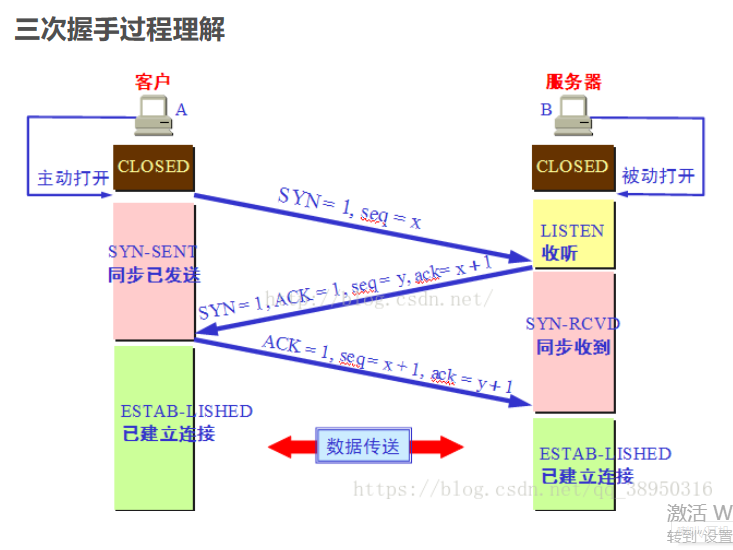 三次握手过程理解
客户
服务器
A
B
CLOSED
CLOSED
主动打开
被动打开
SYN = 1, seq = x
LISTEN
收听
SYN-SENT
同步已发送
SYN = 1, ACK = 1, seq = y, ack= x + 1
http://blog.csdn.net/
SYN-RCVD
同步收到
ACK = 1, seq = x + 1, ack = y + 1
ESTAB-LISHED
已建立连接
数据传送
ESTAB-LISHED
已建立连接
https://blog.csdn.net/qq_38950316
激活 W
转到"设置